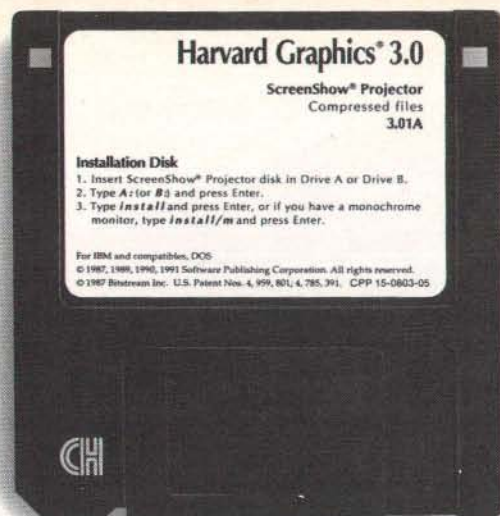 Harvard Graphics® 3.0
ScreenShow® Projector
Compressed files
3.01A
Installation Disk
1. Insert ScreenShow® Projector disk in Drive A or Drive B.
2. Type A: (or B:) and press Enter.
3. Type install and press Enter, or if you have a monochrome
monitor, type install/m and press Enter.
For IBM and compatibles, DOS
© 1987, 1989, 1990, 1991 Software Publishing Corporation. All rights reserved.
© 1987 Bitstream Inc. U.S. Patent Nos. 4, 959, 801; 4, 785, 391. CPP 15-0803-05
CH